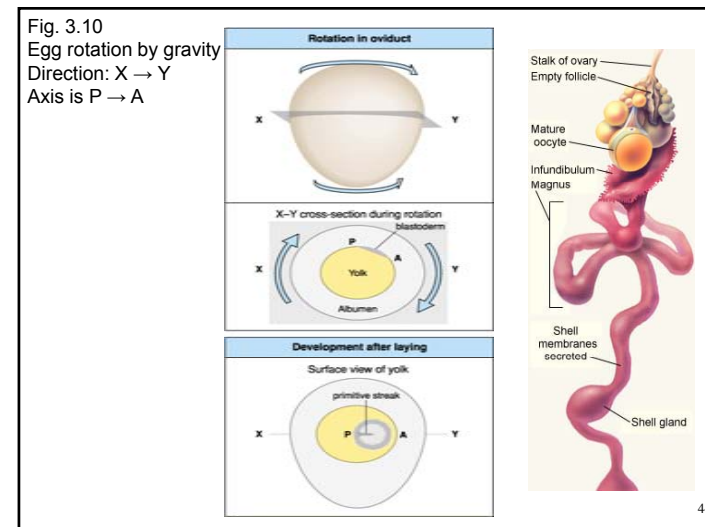 Fig. 3.10
Egg rotation by gravity
Direction: X → Y
Axis is P → A
Rotation in oviduct
X
Y
X–Y cross-section during rotation
blastoderm
P
A
X
Y
Yolk
Albumen
Development after laying
Surface view of yolk
primitive streak
X
P
A
Y
Stalk of ovary
Empty follicle
Mature
oocyte
Infundibulum
Magnus
Shell
membranes
secreted
Shell gland
4